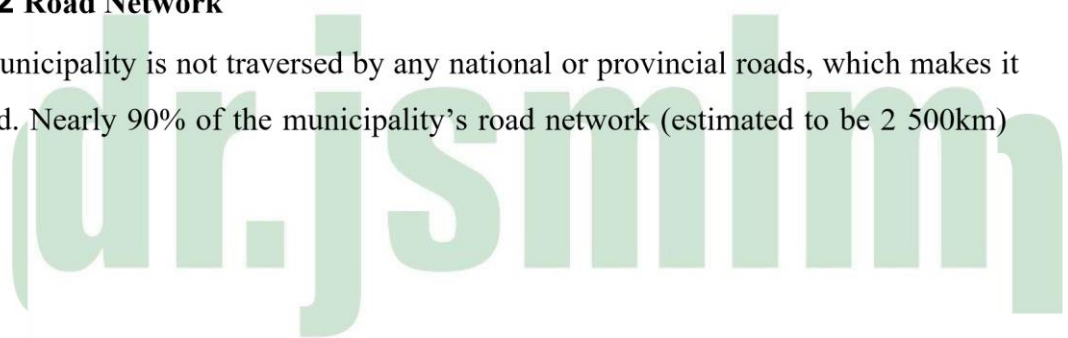 2 Road Network
unicipality is not traversed by any national or provincial roads, which makes it
d. Nearly 90% of the municipality's road network (estimated to be 2 500km)
dr.jsmlm